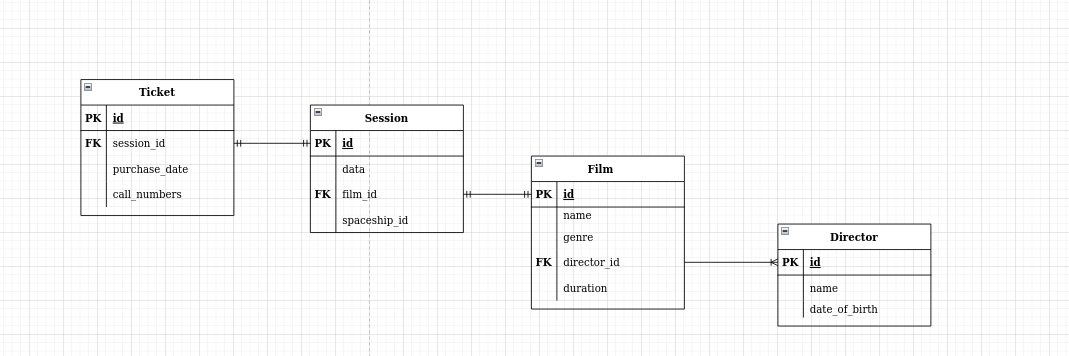 Ticket
PK id
FK session_id
purchase_date
call_numbers
Session
PK id
data
FK film_id
spaceship_id
Film
PK id
name
genre
FK director_id
duration
Director
PK id
name
date_of_birth